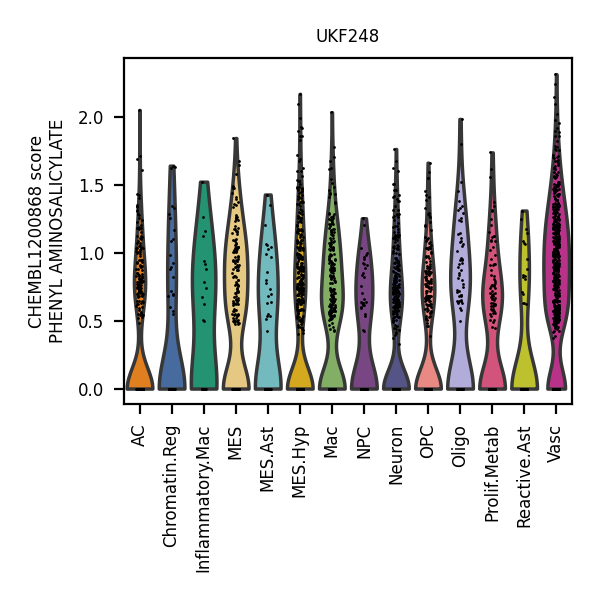 UKF248
CHEMBL1200868 score
PHENYL AMINOSALICYLATE
2.0
1.5
1.0
0.5
0.0
AC
Chromatin.Reg
Inflammatory.Mac
MES
MES.Ast
MES.Hyp
Mac
NPC
Neuron
OPC
Oligo
Prolif.Metab
Reactive.Ast
Vasc